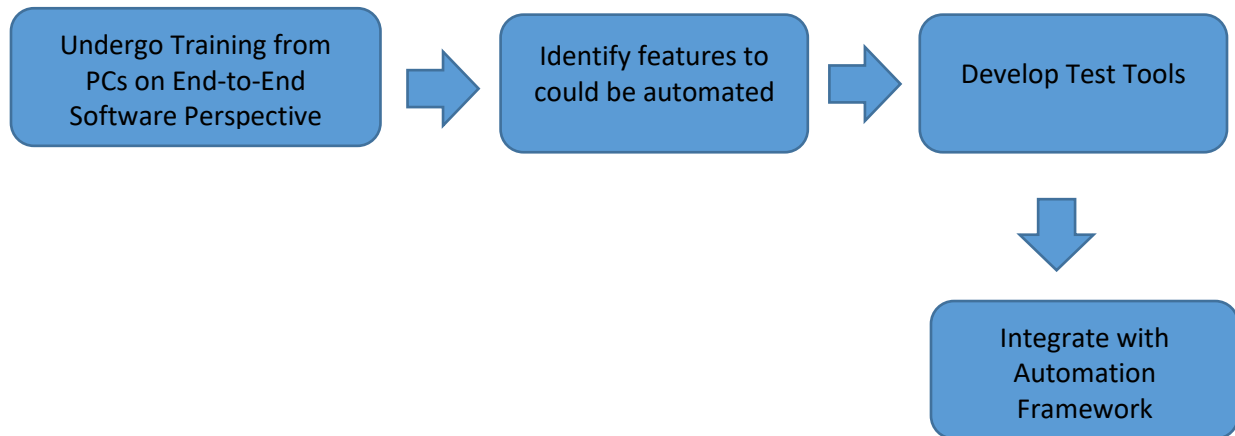 Undergo Training from
PCs on End-to-End
Software Perspective
Identify features to
could be automated
Develop Test Tools
Integrate with
Automation
Framework